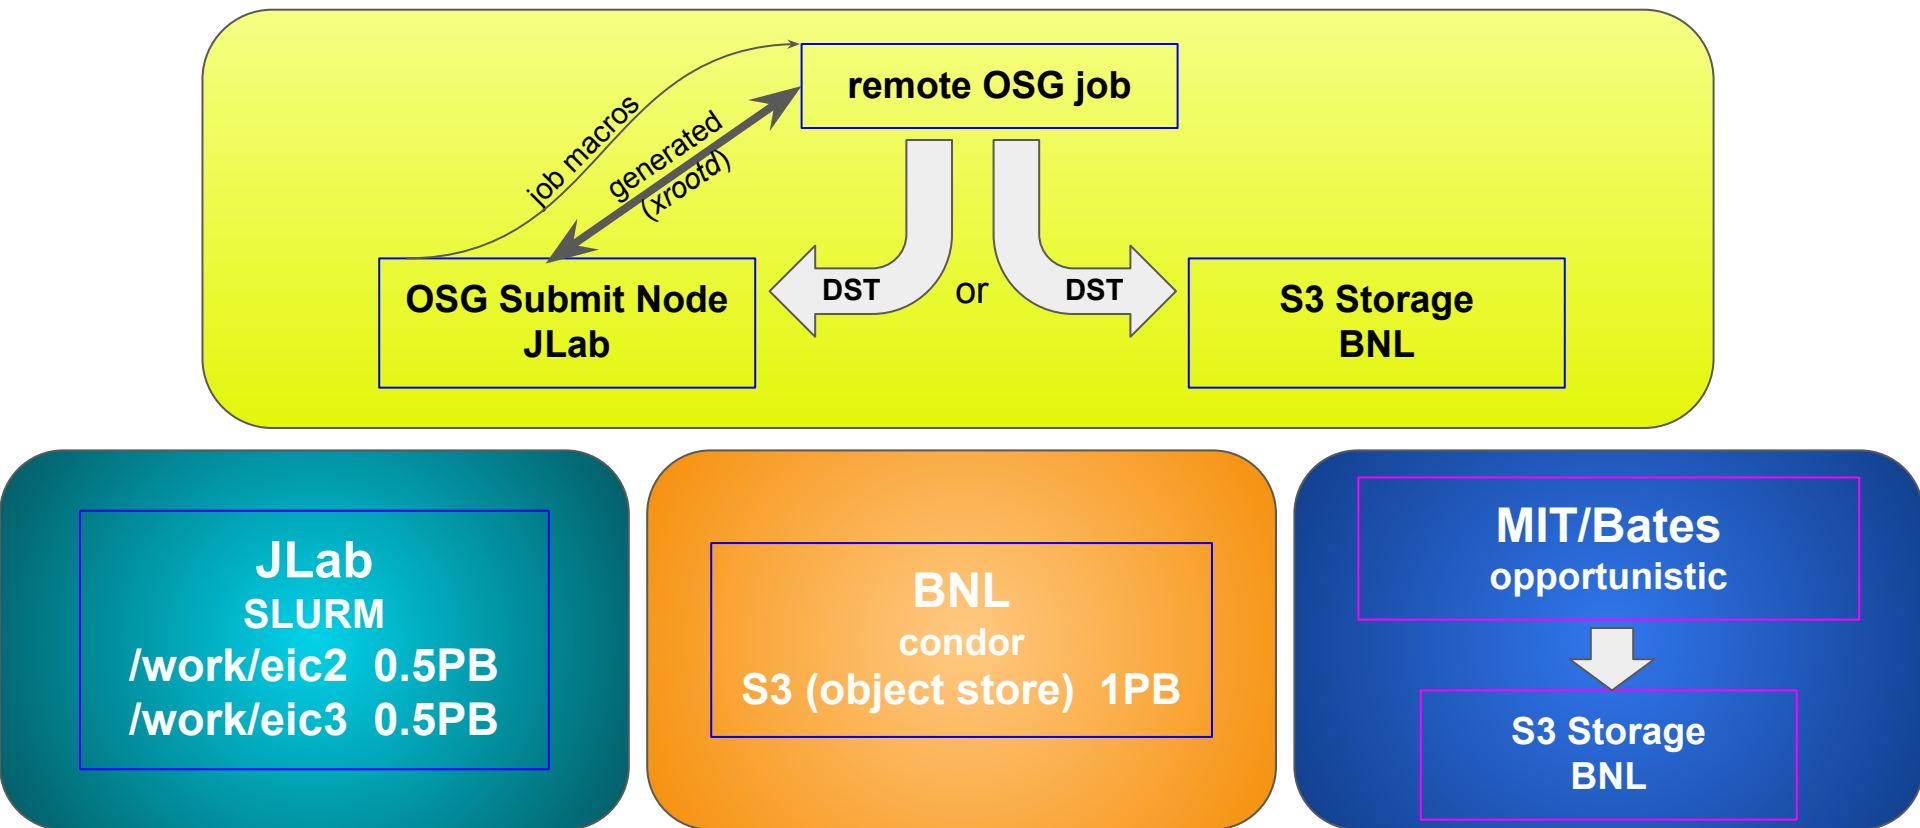 remote OSG job
job macros
generated
(xrootd)
OSG Submit Node
JLab
DST
or
DST
S3 Storage
BNL
JLab
SLURM
/work/eic2 0.5PB
/work/eic3 0.5PB
BNL
condor
S3 (object store) 1PB
MIT/Bates
opportunistic
S3 Storage
BNL